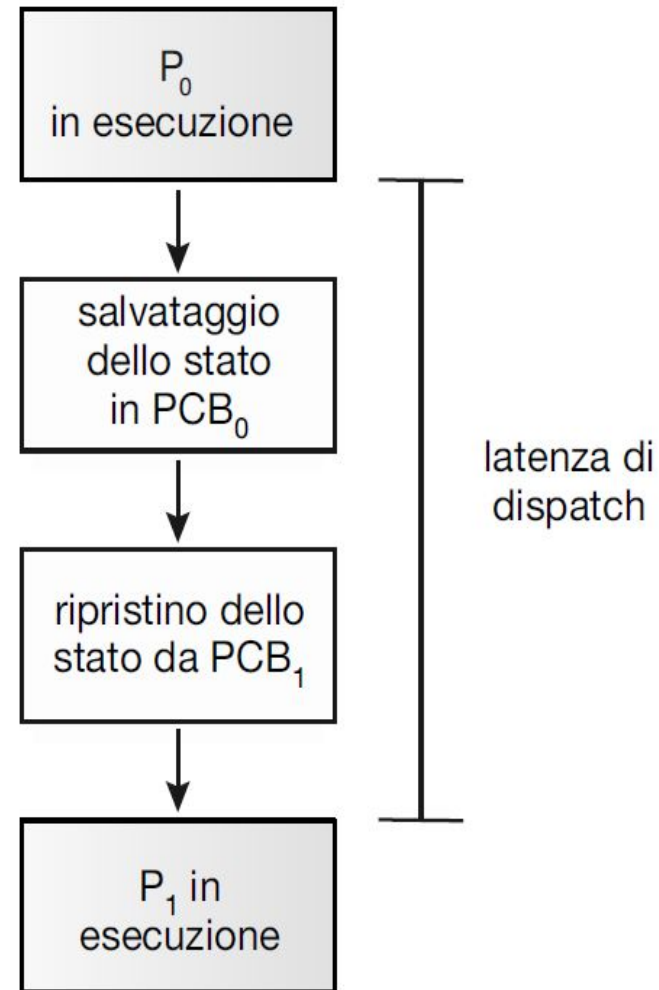 P₀
in esecuzione
salvataggio
dello stato
in PCB₀
latenza di
dispatch
ripristino dello
stato da PCB₁
P₁ in
esecuzione